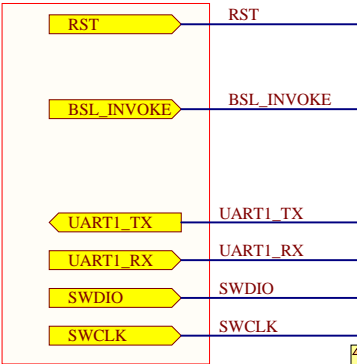 RST RST
BSL_INVOKE BSL_INVOKE
UART1_TX UART1_TX
UART1_RX UART1_RX
SWDIO SWDIO
SWCLK SWCLK